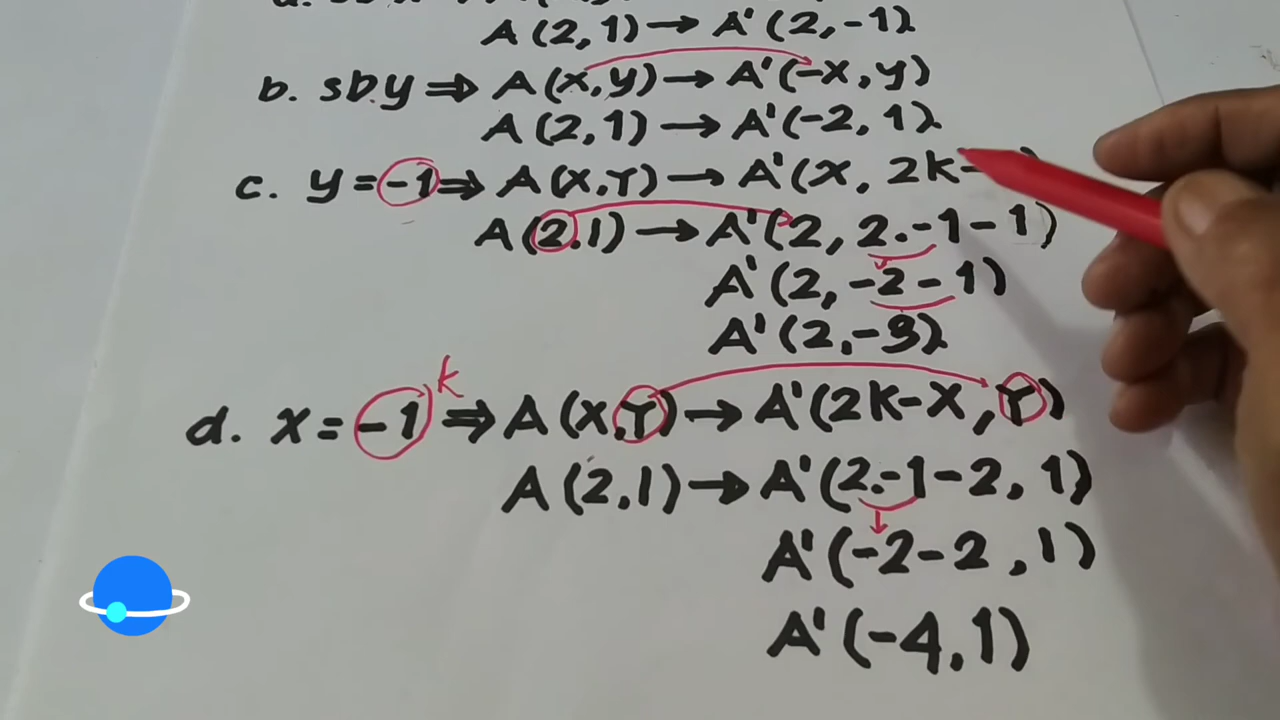 A(2,1)→A'(2,-1)
b. sb.y ⇒ A(x,y)→A'(-x,y)
A(2,1)→A'(-2,1)
c. y=-1⇒ A(x,Y)→A'(x, 2k-
A(2,1)→A'(2, 2.-1-1)
A'(2,-2-1)
A'(2,-3)
k
d. x=-1 ⇒ A(x,Y)→A'(2k-x,Y)
A(2,1)→A'(2.-1-2,1)
A'(-2-2,1)
A'(-4,1)